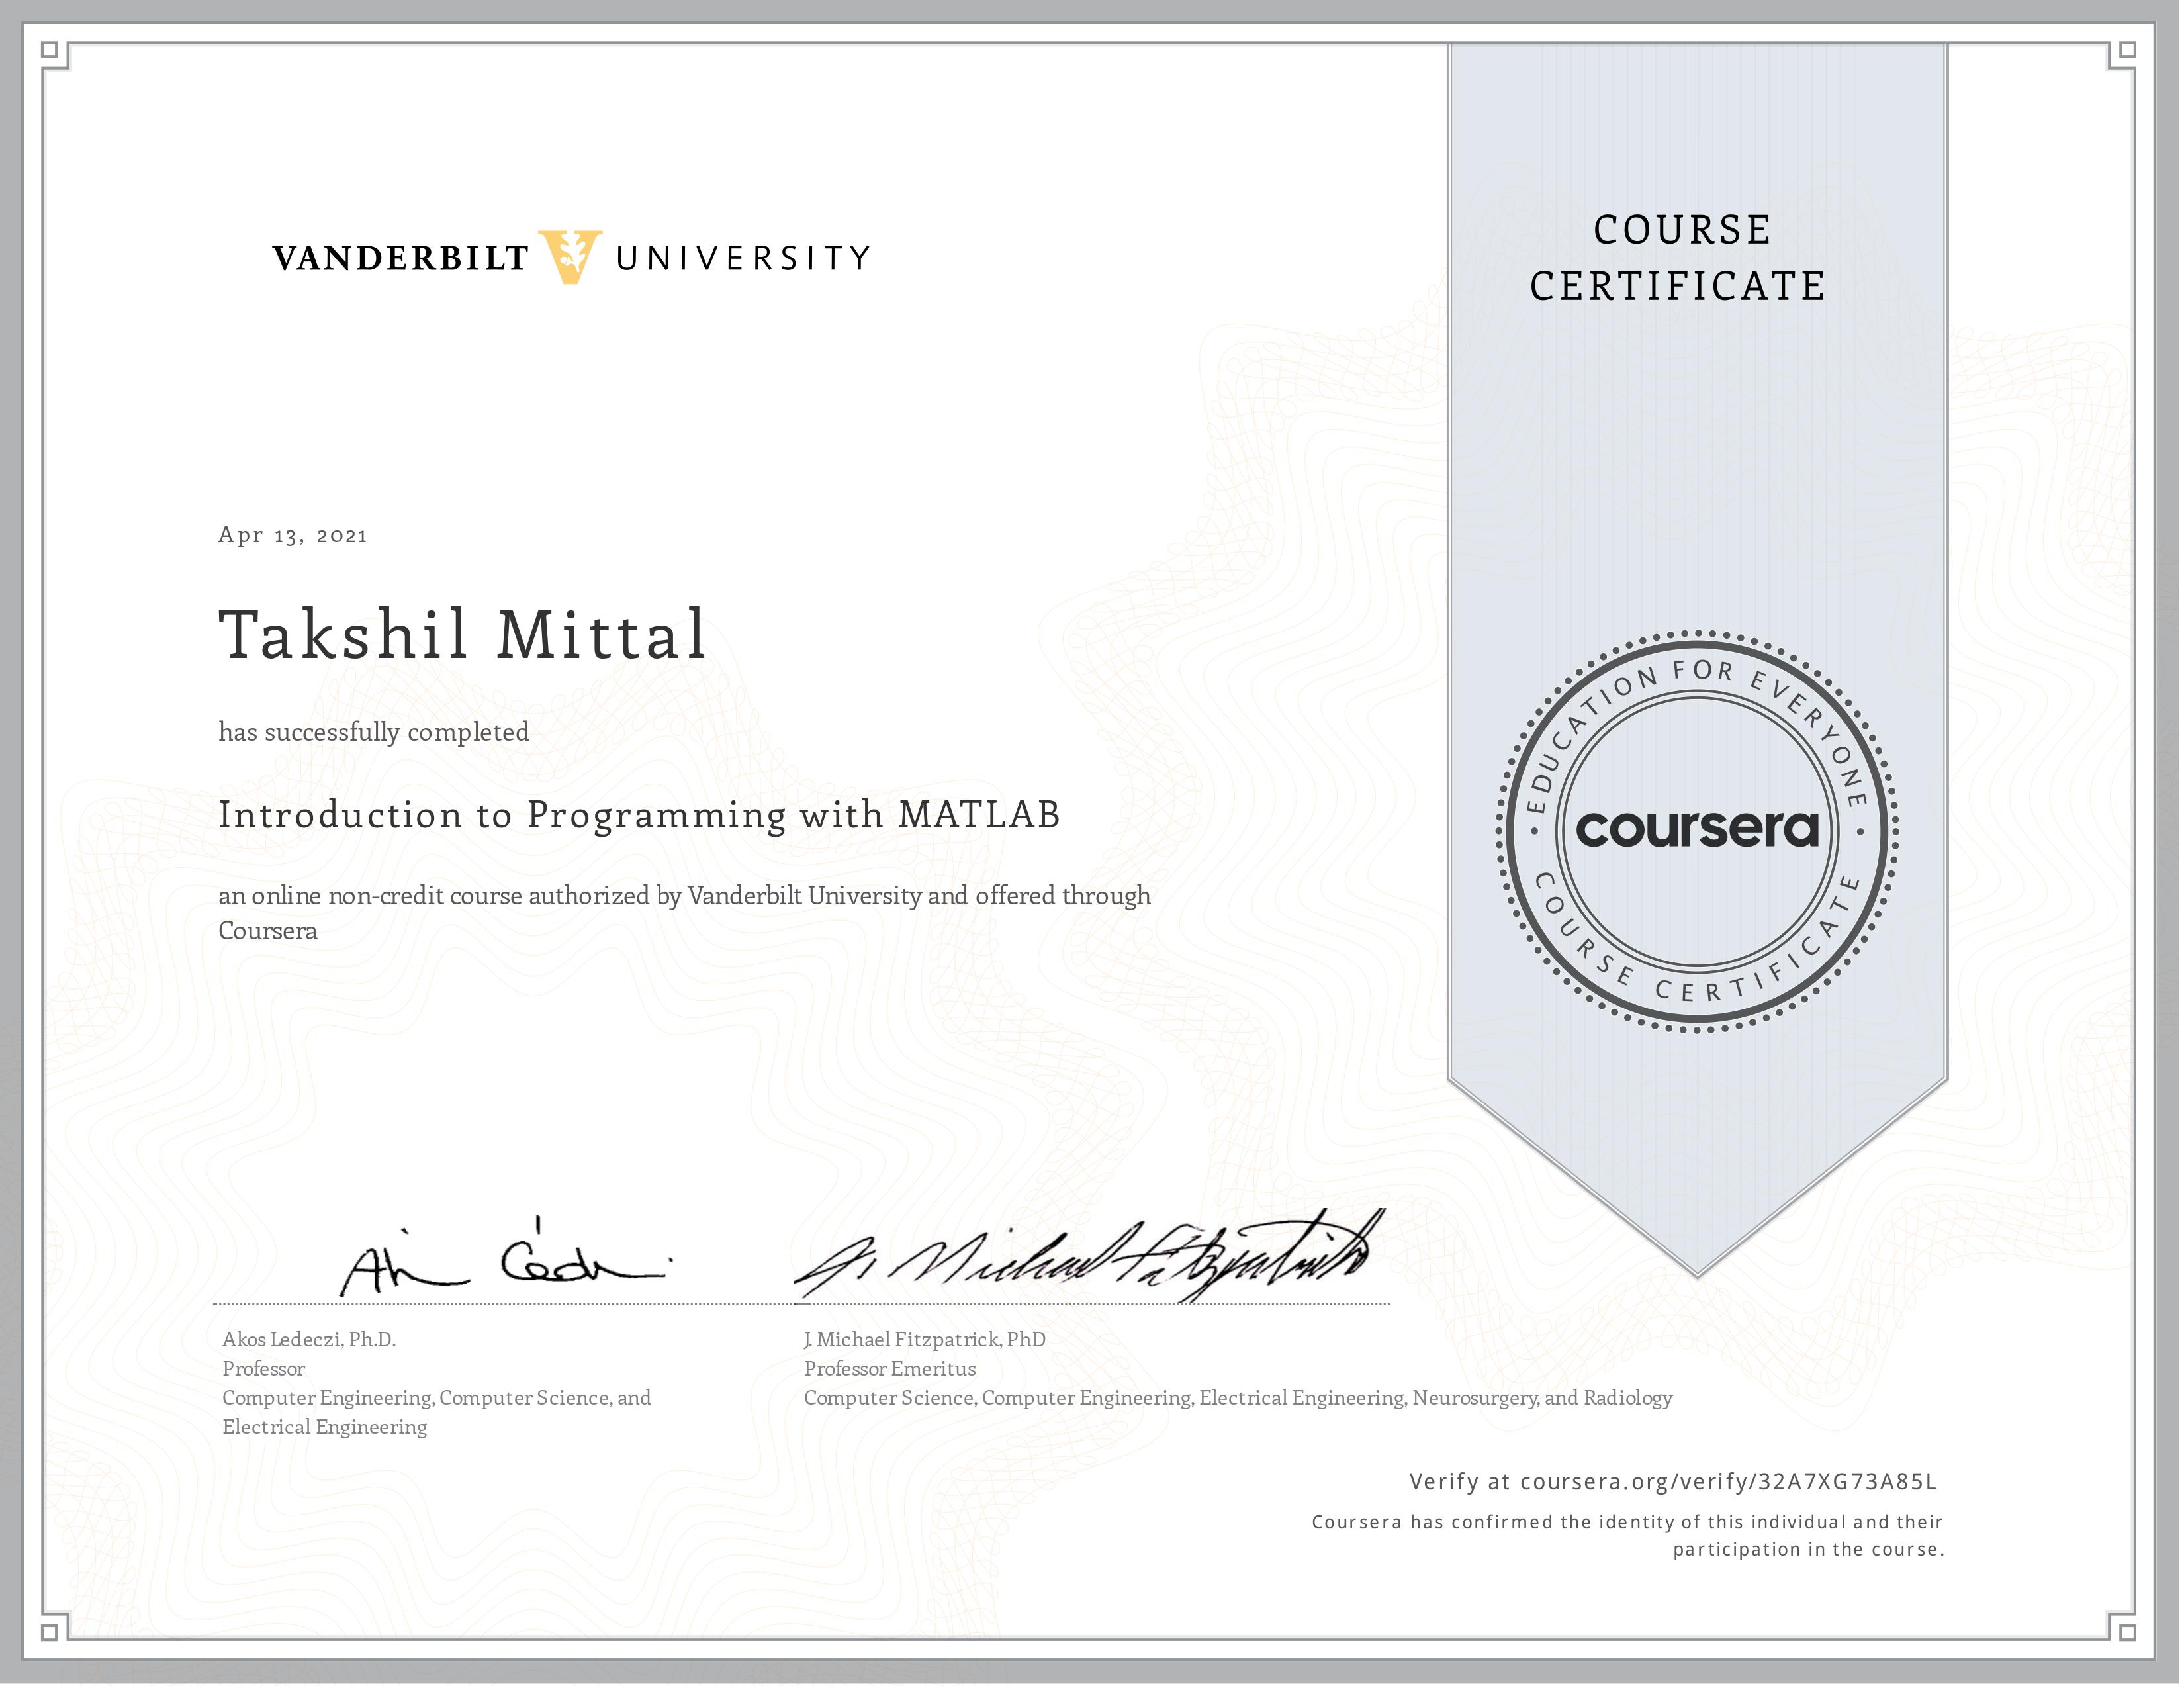 VANDERBILT UNIVERSITY
COURSE
CERTIFICATE
Apr 13, 2021
Takshil Mittal
has successfully completed
Introduction to Programming with MATLAB
an online non-credit course authorized by Vanderbilt University and offered through
Coursera
EDUCATION FOR EVERYONE
coursera
COURSE CERTIFICATE
J. Michael Fitzpatrick
Akos Ledeczi, Ph.D.
Professor
Computer Engineering, Computer Science, and
Electrical Engineering
J. Michael Fitzpatrick, PhD
Professor Emeritus
Computer Science, Computer Engineering, Electrical Engineering, Neurosurgery, and Radiology
Verify at coursera.org/verify/32A7XG73A85L
Coursera has confirmed the identity of this individual and their
participation in the course.